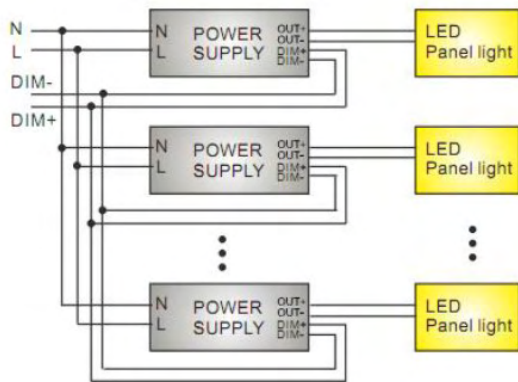 N
L
DIM-
DIM+
N
L
POWER
SUPPLY
OUT+
OUT-
DIM+
DIM-
LED
Panel light
N
L
POWER
SUPPLY
OUT+
OUT-
DIM+
DIM-
LED
Panel light
N
L
POWER
SUPPLY
OUT+
OUT-
DIM+
DIM-
LED
Panel light